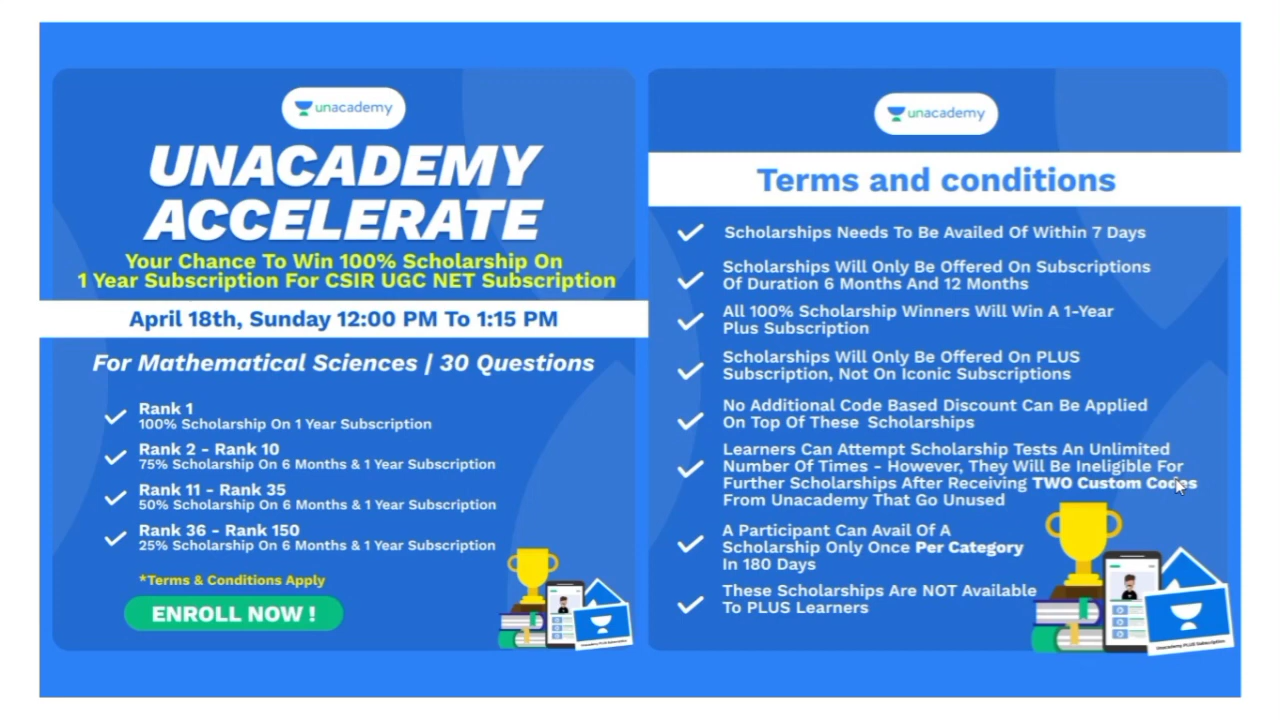 unacademy
UNACADEMY
ACCELERATE
Your Chance To Win 100% Scholarship On
1 Year Subscription For CSIR UGC NET Subscription
April 18th, Sunday 12:00 PM To 1:15 PM
For Mathematical Sciences | 30 Questions
Rank 1
100% Scholarship On 1 Year Subscription
Rank 2 - Rank 10
75% Scholarship On 6 Months & 1 Year Subscription
Rank 11 - Rank 35
50% Scholarship On 6 Months & 1 Year Subscription
Rank 36 - Rank 150
25% Scholarship On 6 Months & 1 Year Subscription
*Terms & Conditions Apply
ENROLL NOW !
Unacademy PLUS Subscription
unacademy
Terms and conditions
Scholarships Needs To Be Availed Of Within 7 Days
Scholarships Will Only Be Offered On Subscriptions
Of Duration 6 Months And 12 Months
All 100% Scholarship Winners Will Win A 1-Year
Plus Subscription
Scholarships Will Only Be Offered On PLUS
Subscription, Not On Iconic Subscriptions
No Additional Code Based Discount Can Be Applied
On Top Of These Scholarships
Learners Can Attempt Scholarship Tests An Unlimited
Number Of Times - However, They Will Be Ineligible For
Further Scholarships After Receiving TWO Custom Codes
From Unacademy That Go Unused
A Participant Can Avail Of A
Scholarship Only Once Per Category
In 180 Days
These Scholarships Are NOT Available
To PLUS Learners
Unacademy PLUS Subscription